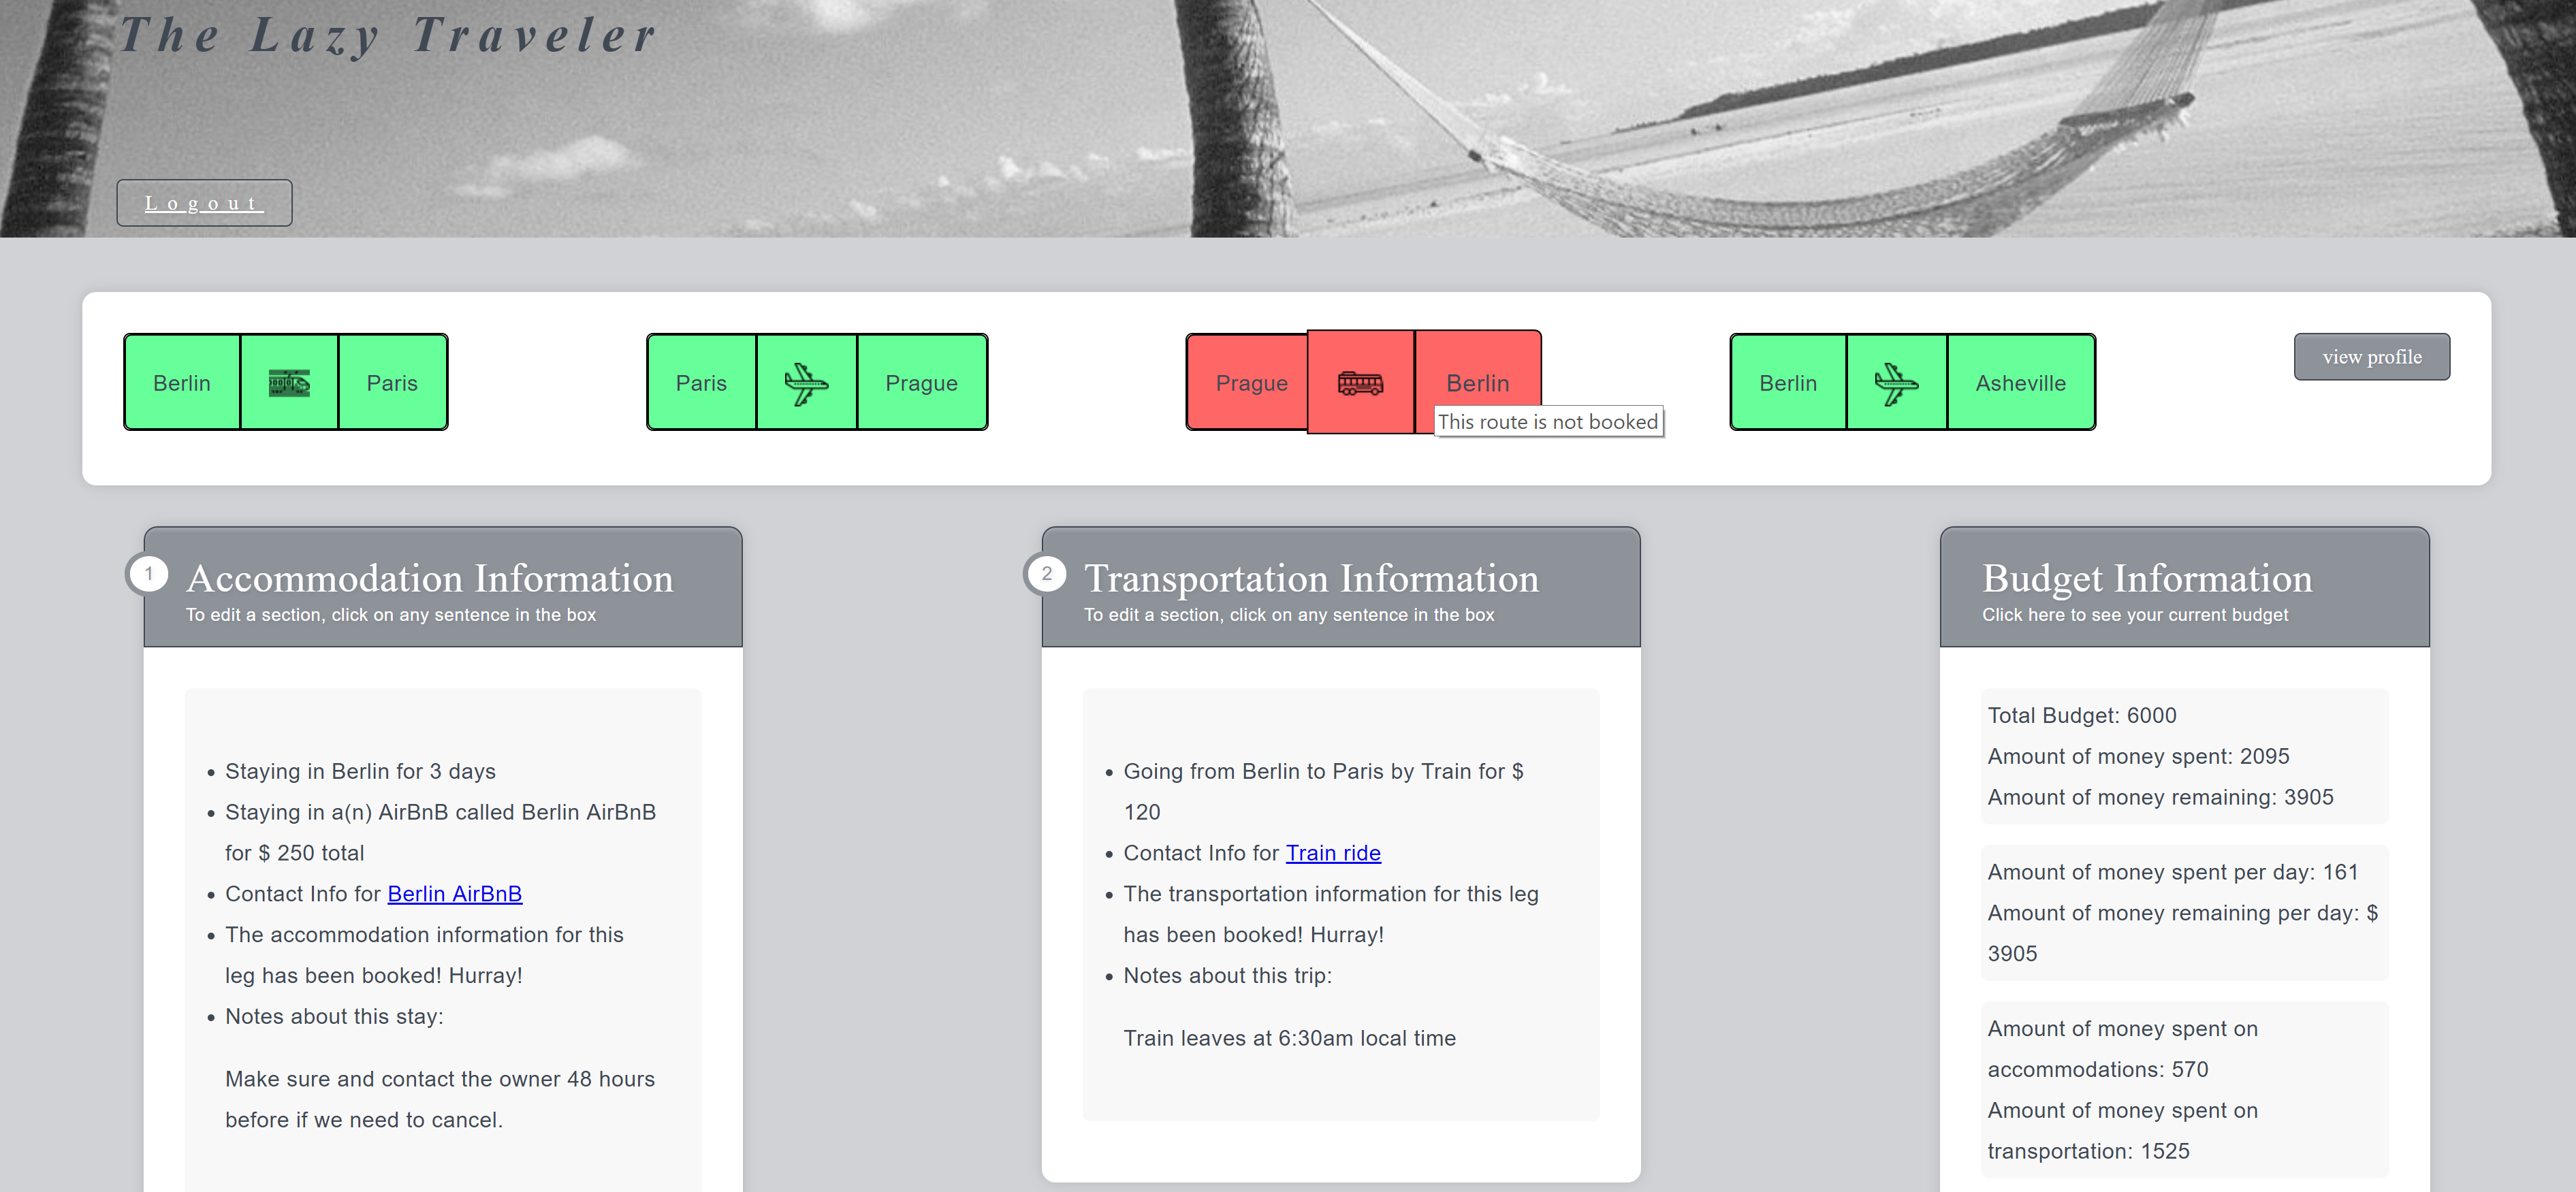 The Lazy Traveler
Logout
Berlin
Paris
Paris
Prague
Prague
Berlin
This route is not booked
Berlin
Asheville
view profile
1
Accommodation Information
To edit a section, click on any sentence in the box
Staying in Berlin for 3 days
Staying in a(n) AirBnB called Berlin AirBnB
for $ 250 total
Contact Info for Berlin AirBnB
The accommodation information for this
leg has been booked! Hurray!
Notes about this stay:
Make sure and contact the owner 48 hours
before if we need to cancel.
2
Transportation Information
To edit a section, click on any sentence in the box
Going from Berlin to Paris by Train for $
120
Contact Info for Train ride
The transportation information for this leg
has been booked! Hurray!
Notes about this trip:
Train leaves at 6:30am local time
Budget Information
Click here to see your current budget
Total Budget: 6000
Amount of money spent: 2095
Amount of money remaining: 3905
Amount of money spent per day: 161
Amount of money remaining per day: $
3905
Amount of money spent on
accommodations: 570
Amount of money spent on
transportation: 1525